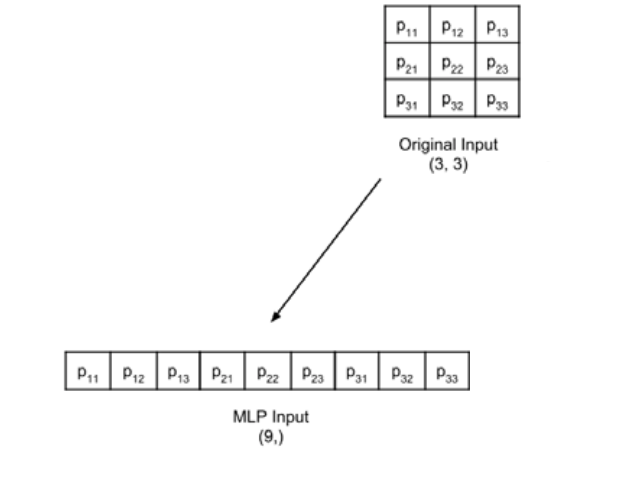 p₁₁ p₁₂ p₁₃
p₂₁ p₂₂ p₂₃
p₃₁ p₃₂ p₃₃
Original Input
(3, 3)
p₁₁ p₁₂ p₁₃ p₂₁ p₂₂ p₂₃ p₃₁ p₃₂ p₃₃
MLP Input
(9,)